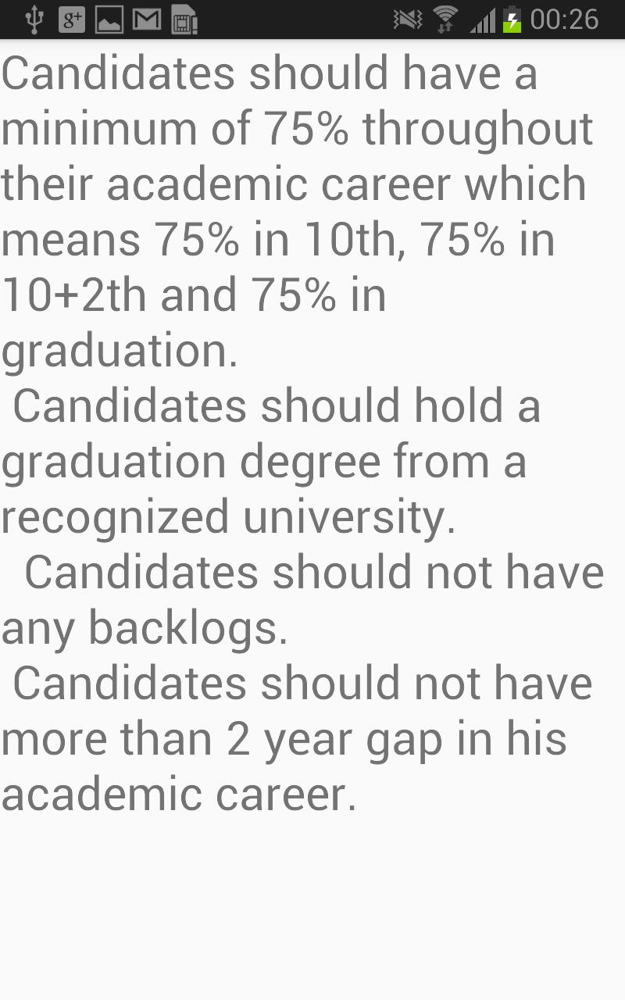 00:26
Candidates should have a
minimum of 75% throughout
their academic career which
means 75% in 10th, 75% in
10+2th and 75% in
graduation.
Candidates should hold a
graduation degree from a
recognized university.
Candidates should not have
any backlogs.
Candidates should not have
more than 2 year gap in his
academic career.